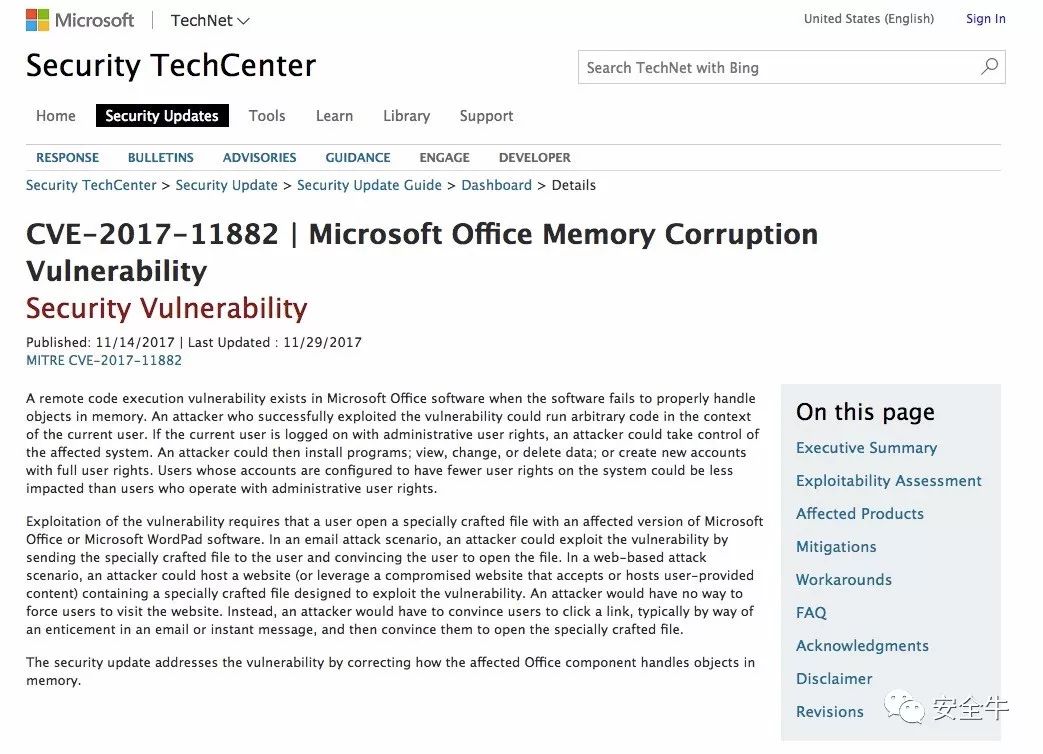 Microsoft | TechNet
United States (English) Sign In
Security TechCenter
Search TechNet with Bing
Home Security Updates Tools Learn Library Support
RESPONSE BULLETINS ADVISORIES GUIDANCE ENGAGE DEVELOPER
Security TechCenter > Security Update > Security Update Guide > Dashboard > Details
CVE-2017-11882 | Microsoft Office Memory Corruption
Vulnerability
Security Vulnerability
Published: 11/14/2017 | Last Updated : 11/29/2017
MITRE CVE-2017-11882
A remote code execution vulnerability exists in Microsoft Office software when the software fails to properly handle
objects in memory. An attacker who successfully exploited the vulnerability could run arbitrary code in the context
of the current user. If the current user is logged on with administrative user rights, an attacker could take control of
the affected system. An attacker could then install programs; view, change, or delete data; or create new accounts
with full user rights. Users whose accounts are configured to have fewer user rights on the system could be less
impacted than users who operate with administrative user rights.
Exploitation of the vulnerability requires that a user open a specially crafted file with an affected version of Microsoft
Office or Microsoft WordPad software. In an email attack scenario, an attacker could exploit the vulnerability by
sending the specially crafted file to the user and convincing the user to open the file. In a web-based attack
scenario, an attacker could host a website (or leverage a compromised website that accepts or hosts user-provided
content) containing a specially crafted file designed to exploit the vulnerability. An attacker would have no way to
force users to visit the website. Instead, an attacker would have to convince users to click a link, typically by way of
an enticement in an email or instant message, and then convince them to open the specially crafted file.
The security update addresses the vulnerability by correcting how the affected Office component handles objects in
memory.
On this page
Executive Summary
Exploitability Assessment
Affected Products
Mitigations
Workarounds
FAQ
Acknowledgments
Disclaimer
Revisions
安全牛